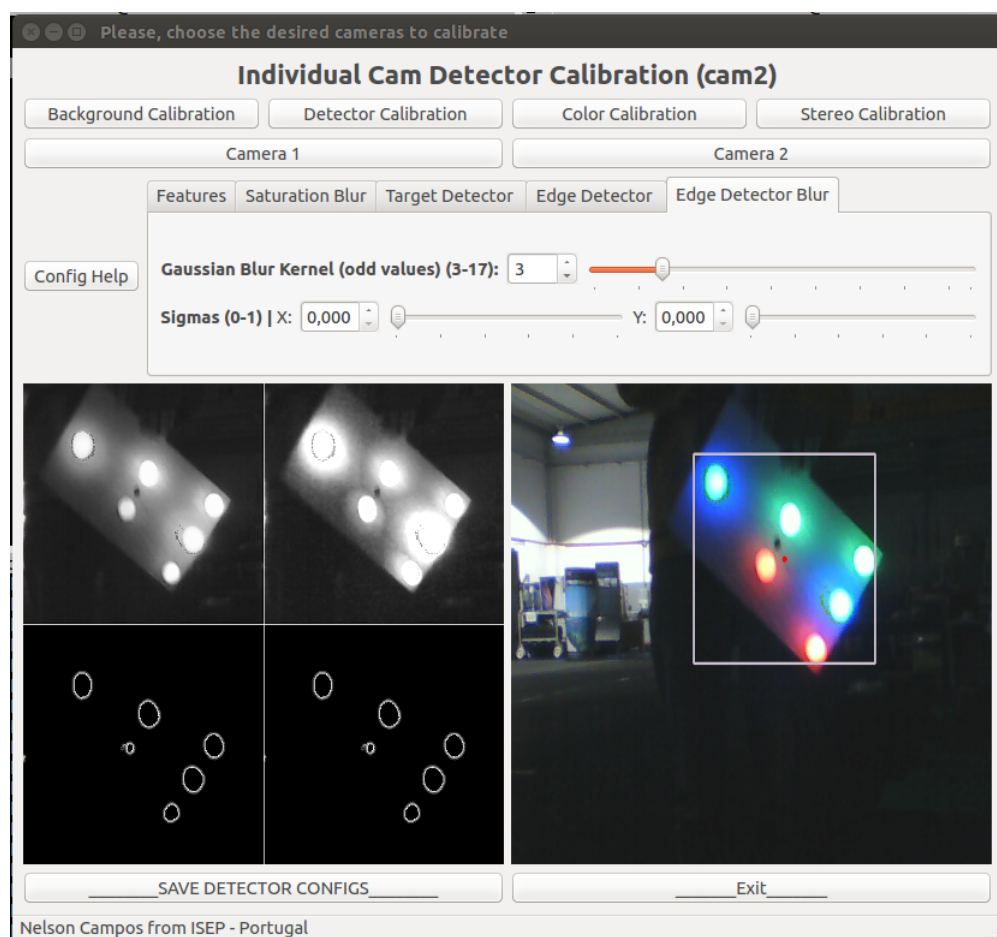 Please, choose the desired cameras to calibrate
Individual Cam Detector Calibration (cam2)
Background Calibration Detector Calibration Color Calibration Stereo Calibration
Camera 1 Camera 2
Features Saturation Blur Target Detector Edge Detector Edge Detector Blur
Config Help
Gaussian Blur Kernel (odd values) (3-17): 3
Sigmas (0-1) | X: 0,000 Y: 0,000
_______SAVE DETECTOR CONFIGS_______ ______Exit______
Nelson Campos from ISEP - Portugal